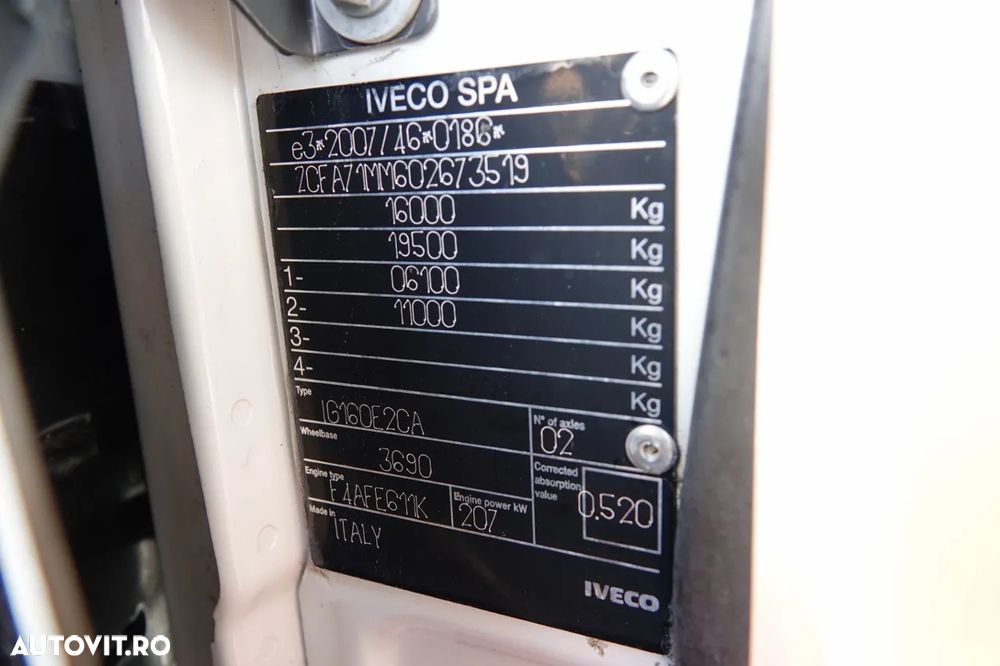 IVECO SPA
e3*2007/46*0186*
ZCFA71MM602673519
16000 Kg
19500 Kg
1- 06100 Kg
2- 11000 Kg
3- Kg
4- Kg
Type IG160E2CA
N° of axles 02
Wheelbase 3690
Corrected absorption value 0.520
Engine type F4AFE611K
Engine power kW 207
Made in ITALY
IVECO
AUTOVIT.RO